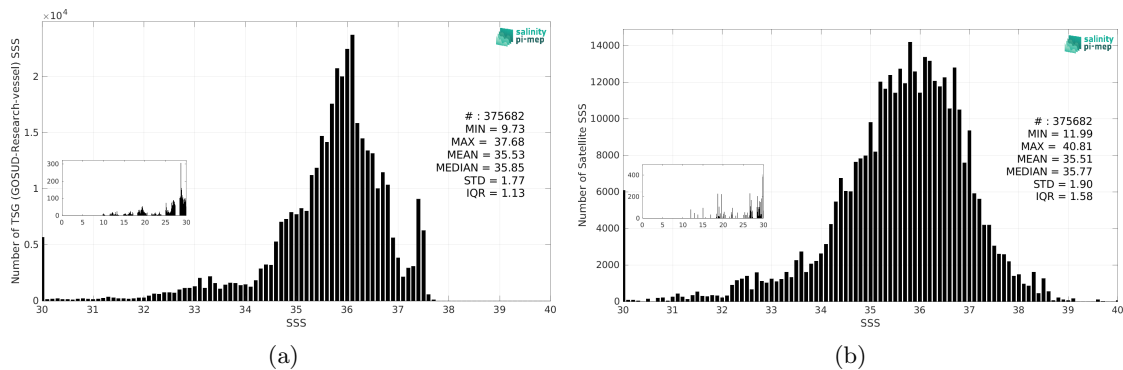 ×10⁴
Number of TSG (GOSUD-Research-vessel) SSS
2
1.5
1
0.5
0
salinity
pi-mep
# : 375682
MIN = 9.73
MAX = 37.68
MEAN = 35.53
MEDIAN = 35.85
STD = 1.77
IQR = 1.13
300
200
100
0
0 5 10 15 20 25 30
30 31 32 33 34 35 36 37 38 39 40
SSS
(a)
Number of Satellite SSS
14000
12000
10000
8000
6000
4000
2000
0
salinity
pi-mep
# : 375682
MIN = 11.99
MAX = 40.81
MEAN = 35.51
MEDIAN = 35.77
STD = 1.90
IQR = 1.58
400
200
0
0 5 10 15 20 25 30
30 31 32 33 34 35 36 37 38 39 40
SSS
(b)